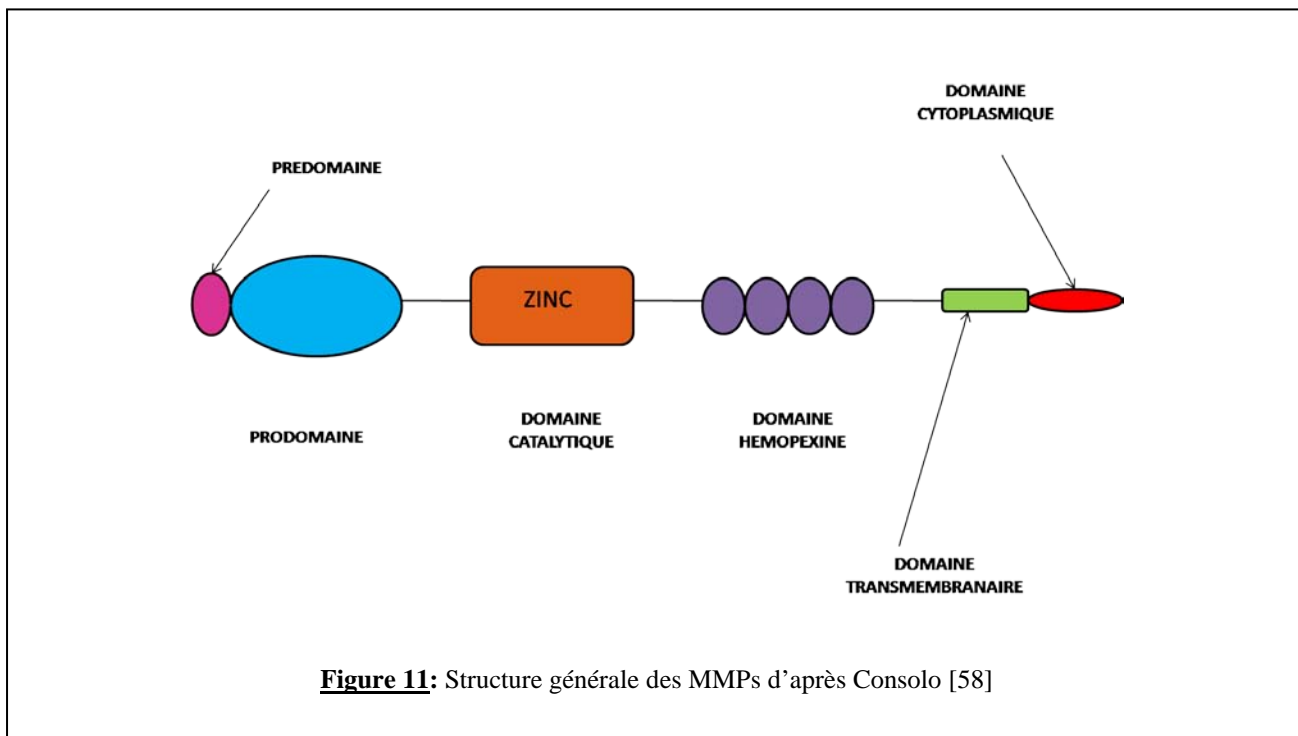 DOMAINE
CYTOPLASMIQUE
PREDOMAINE
ZINC
PRODOMAINE
DOMAINE
CATALYTIQUE
DOMAINE
HEMOPEXINE
DOMAINE
TRANSMEMBRANAIRE
Figure 11: Structure générale des MMPs d’après Consolo [58]